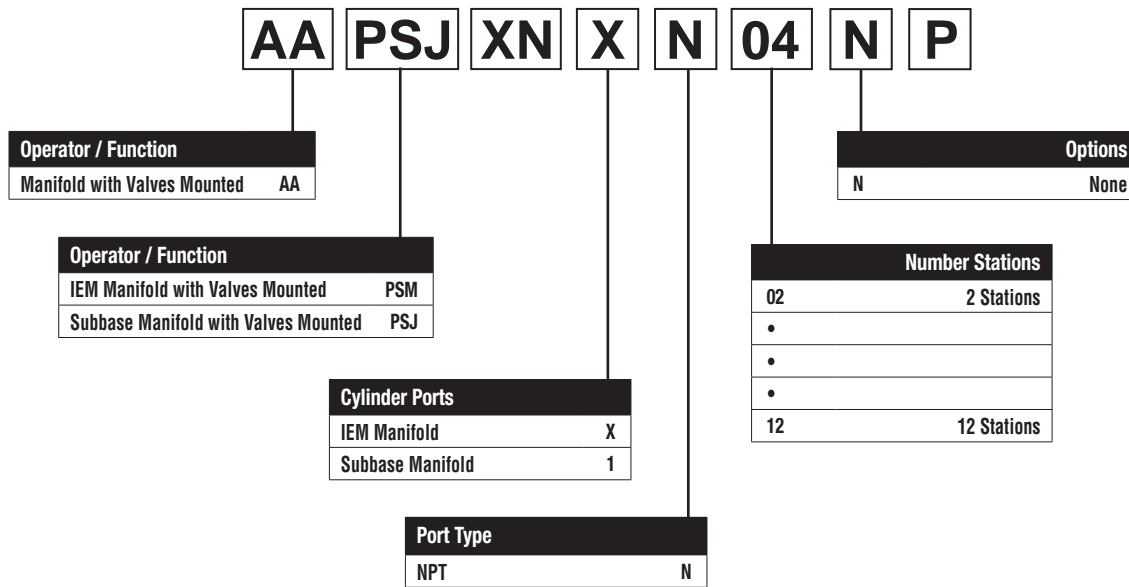 AA PSJ XN X N 04 N P
Operator / Function
Manifold with Valves Mounted AA
Options
N None
Operator / Function
IEM Manifold with Valves Mounted PSM
Subbase Manifold with Valves Mounted PSJ
Number Stations
02 2 Stations
•
•
•
12 12 Stations
Cylinder Ports
IEM Manifold X
Subbase Manifold 1
Port Type
NPT N